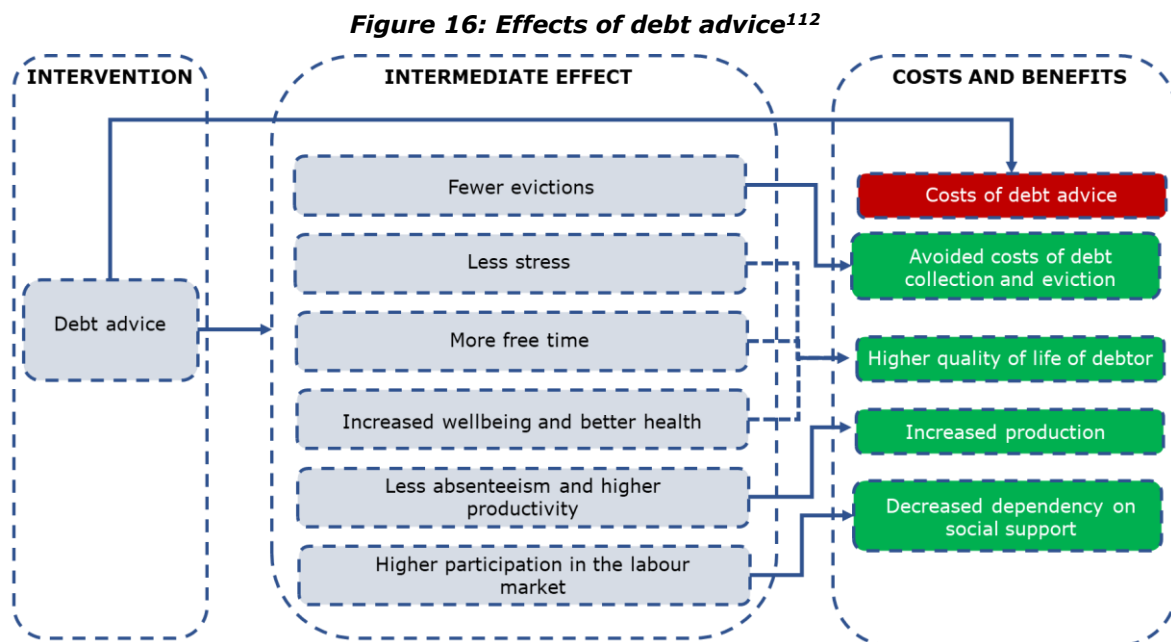 Figure 16: Effects of debt advice112
INTERVENTION
INTERMEDIATE EFFECT
COSTS AND BENEFITS
Debt advice
Fewer evictions
Less stress
More free time
Increased wellbeing and better health
Less absenteeism and higher
productivity
Higher participation in the labour
market
Costs of debt advice
Avoided costs of debt
collection and eviction
Higher quality of life of debtor
Increased production
Decreased dependency on
social support